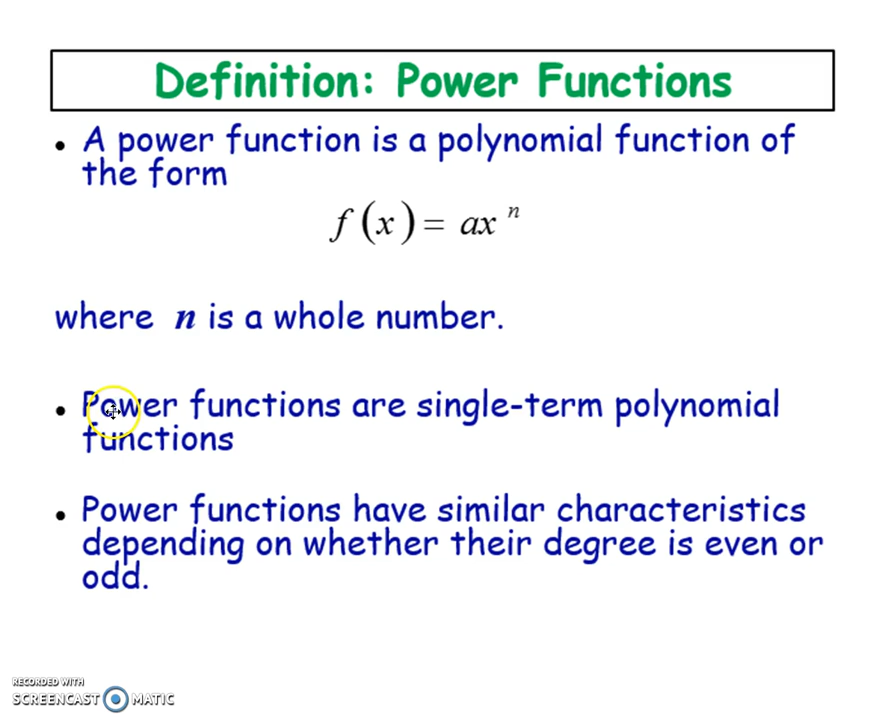 Definition: Power Functions
• A power function is a polynomial function of
the form
f(x) = ax^n
where n is a whole number.
• Power functions are single-term polynomial
functions
• Power functions have similar characteristics
depending on whether their degree is even or
odd.
RECORDED WITH
SCREENCAST MATIC